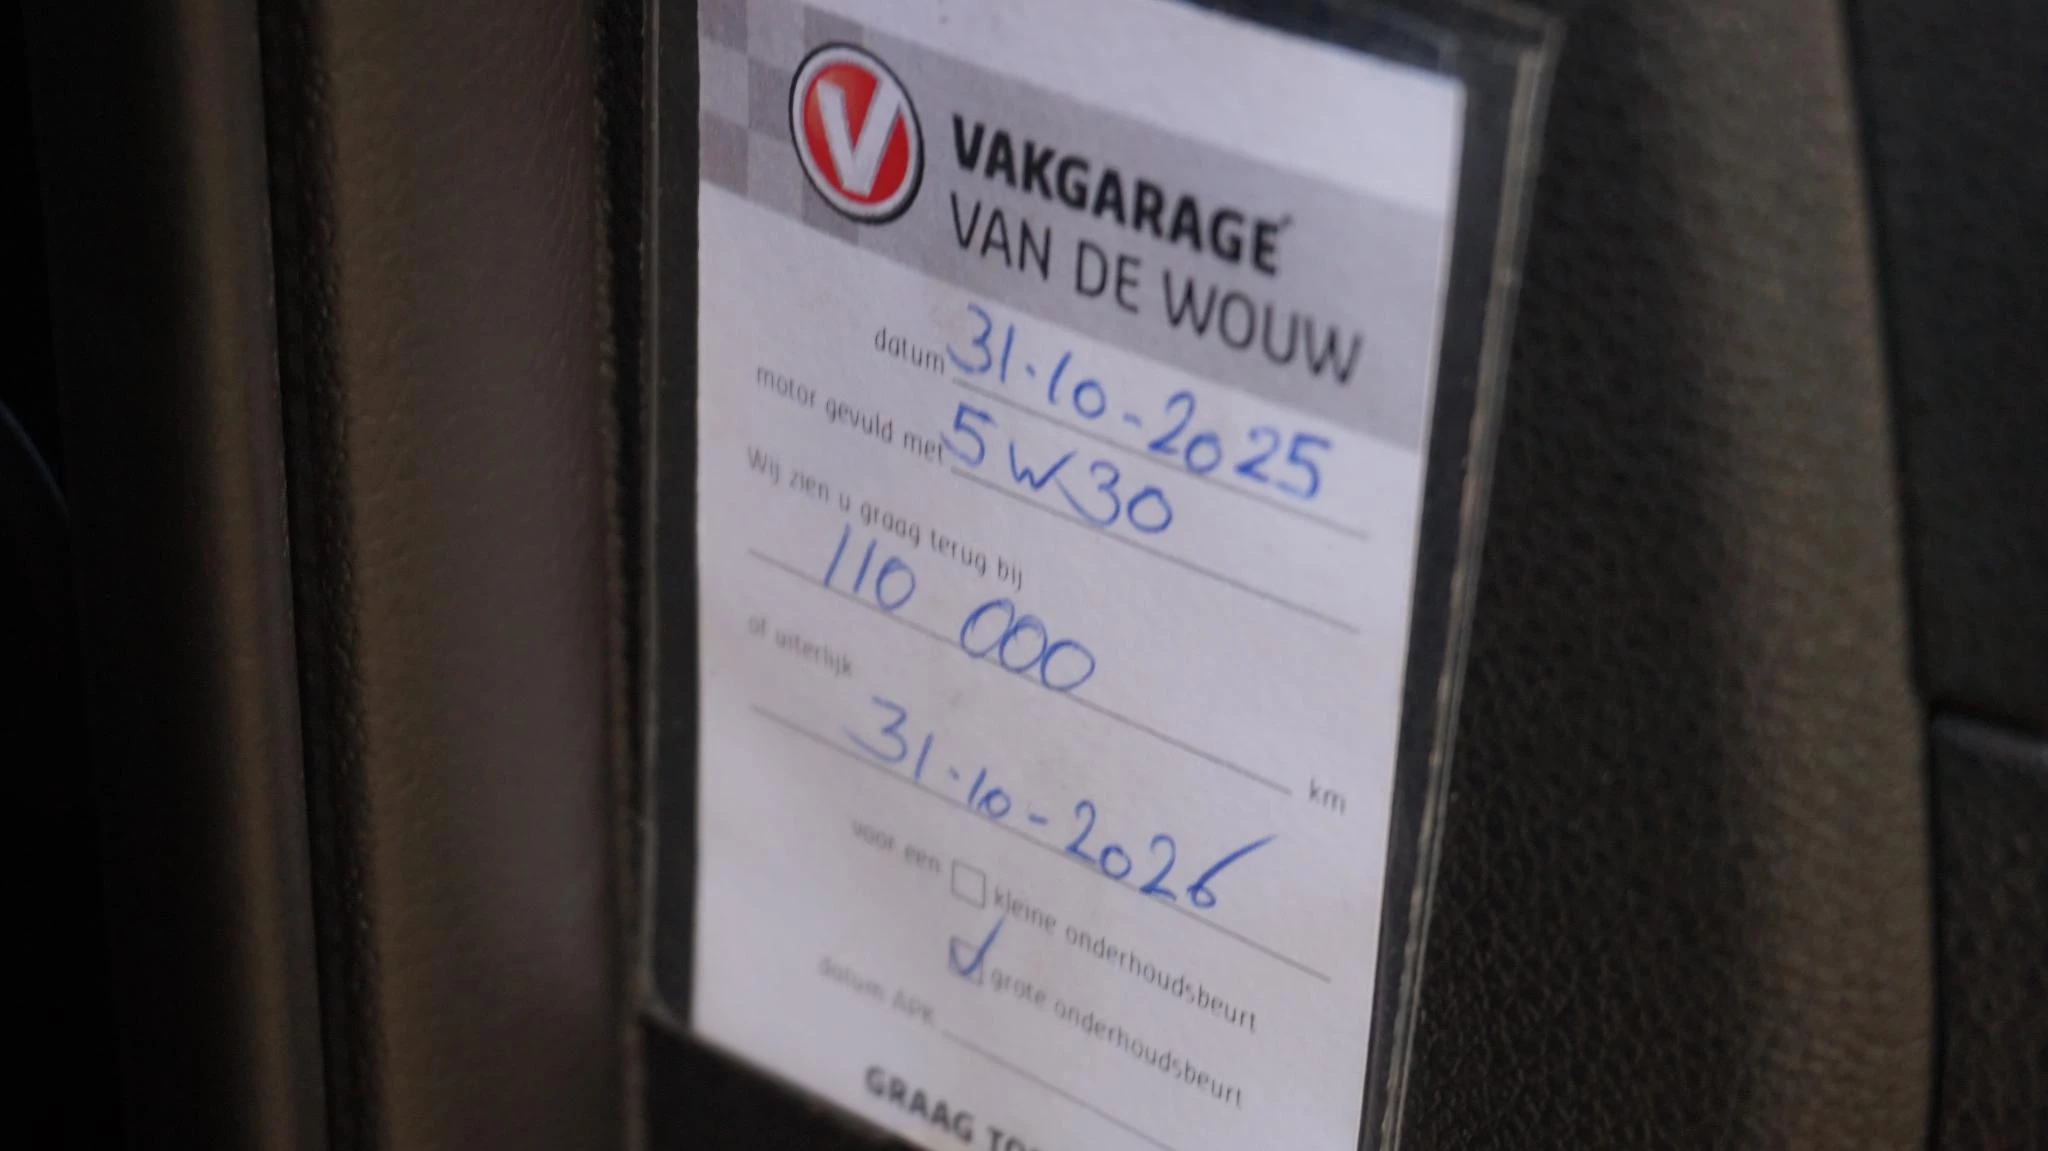 V
VAKGARAGE
VAN DE WOUW
datum 31-10-2025
motor gevuld met 5W30
Wij zien u graag terug bij
110 000 km
of uiterlijk
31-10-2026
voor een kleine onderhoudsbeurt
grote onderhoudsbeurt
datum APK
GRAAG